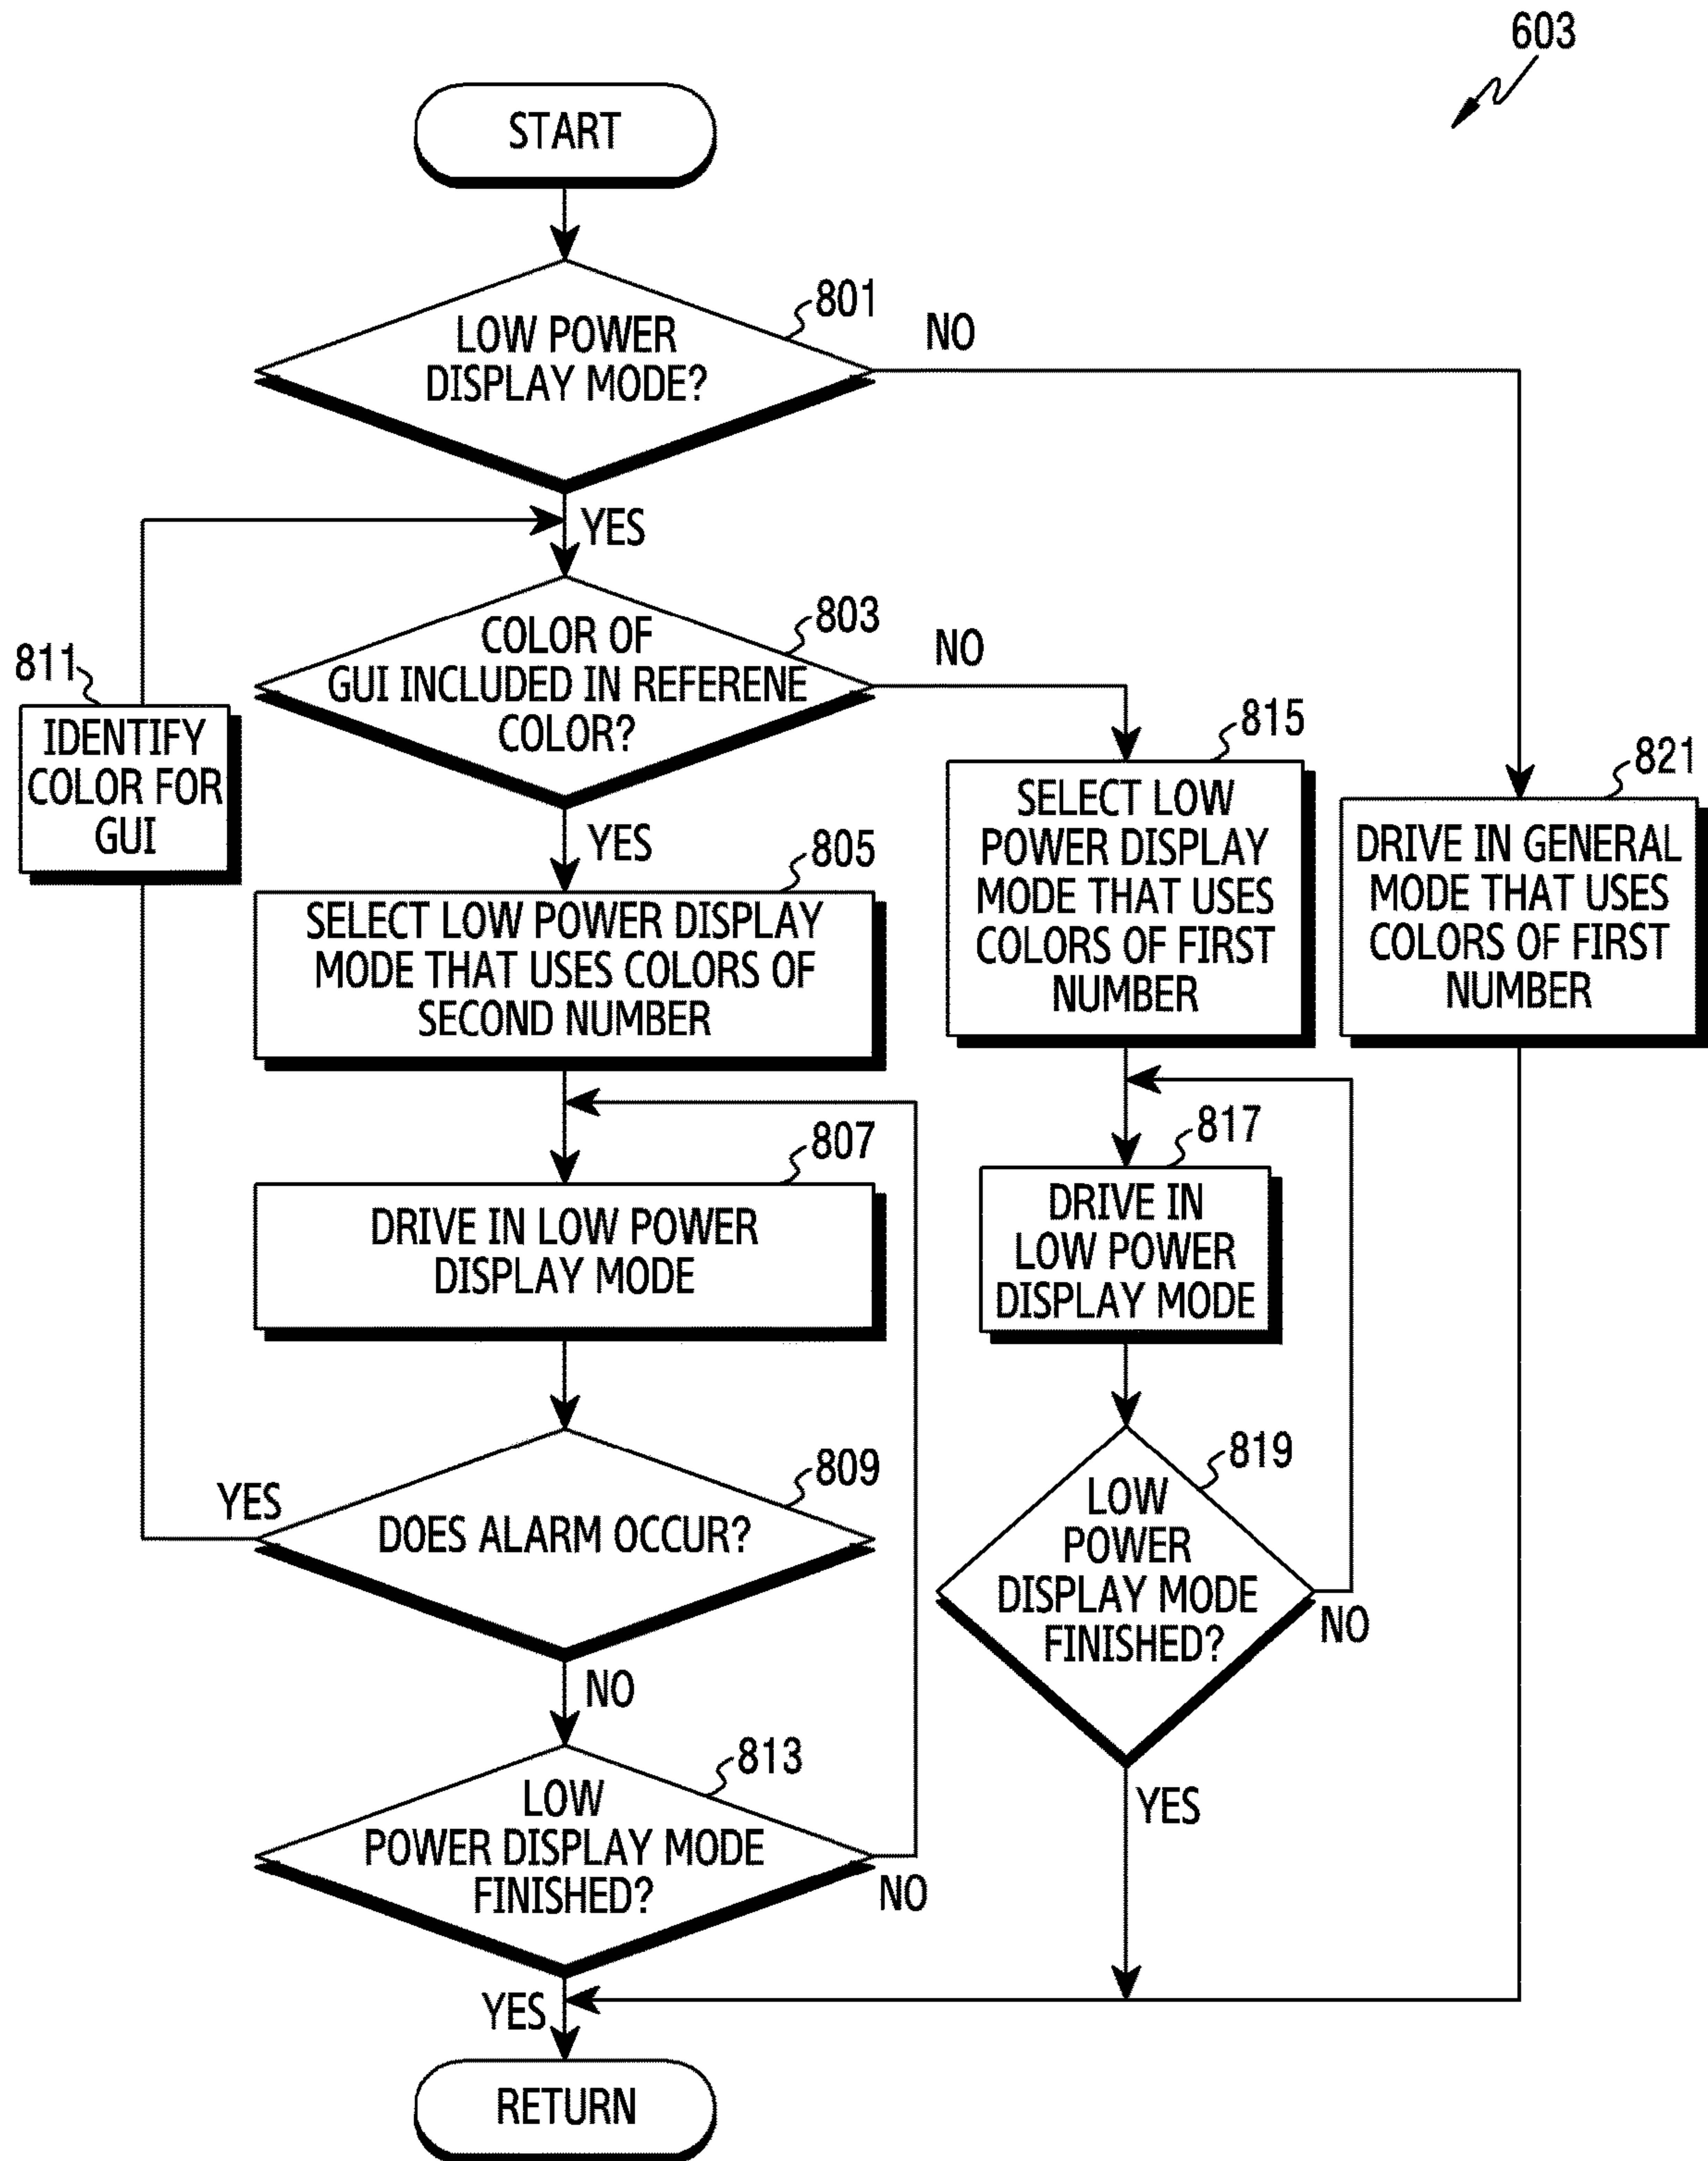 603
START
801
LOW POWER
DISPLAY MODE?
NO
YES
803
COLOR OF
GUI INCLUDED IN REFERENE
COLOR?
NO
811
IDENTIFY
COLOR FOR
GUI
YES
805
SELECT LOW POWER DISPLAY
MODE THAT USES COLORS OF
SECOND NUMBER
815
SELECT LOW
POWER DISPLAY
MODE THAT USES
COLORS OF FIRST
NUMBER
821
DRIVE IN GENERAL
MODE THAT USES
COLORS OF FIRST
NUMBER
807
DRIVE IN LOW POWER
DISPLAY MODE
817
DRIVE IN
LOW POWER
DISPLAY MODE
809
YES
DOES ALARM OCCUR?
NO
819
LOW
POWER
DISPLAY MODE
FINISHED?
NO
YES
813
LOW
POWER DISPLAY MODE
FINISHED?
NO
YES
RETURN